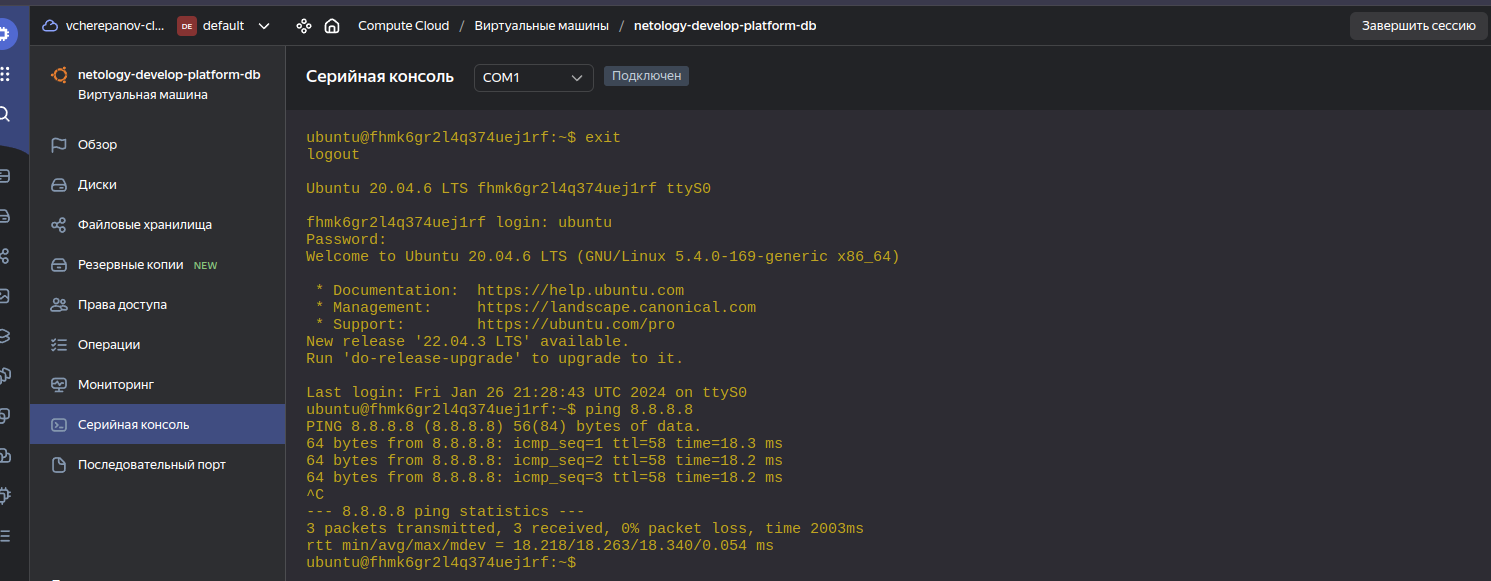 vcherepanov-cl... DE default Compute Cloud / Виртуальные машины / netology-develop-platform-db Завершить сессию
netology-develop-platform-db
Виртуальная машина
Обзор
Диски
Файловые хранилища
Резервные копии NEW
Права доступа
Операции
Мониторинг
Серийная консоль
Последовательный порт
Серийная консоль COM1 Подключен
ubuntu@fhmk6gr2l4q374uej1rf:~$ exit
logout
Ubuntu 20.04.6 LTS fhmk6gr2l4q374uej1rf ttyS0
fhmk6gr2l4q374uej1rf login: ubuntu
Password:
Welcome to Ubuntu 20.04.6 LTS (GNU/Linux 5.4.0-169-generic x86_64)
* Documentation:  https://help.ubuntu.com
* Management:     https://landscape.canonical.com
* Support:        https://ubuntu.com/pro
New release '22.04.3 LTS' available.
Run 'do-release-upgrade' to upgrade to it.
Last login: Fri Jan 26 21:28:43 UTC 2024 on ttyS0
ubuntu@fhmk6gr2l4q374uej1rf:~$ ping 8.8.8.8
PING 8.8.8.8 (8.8.8.8) 56(84) bytes of data.
64 bytes from 8.8.8.8: icmp_seq=1 ttl=58 time=18.3 ms
64 bytes from 8.8.8.8: icmp_seq=2 ttl=58 time=18.2 ms
64 bytes from 8.8.8.8: icmp_seq=3 ttl=58 time=18.2 ms
^C
--- 8.8.8.8 ping statistics ---
3 packets transmitted, 3 received, 0% packet loss, time 2003ms
rtt min/avg/max/mdev = 18.218/18.263/18.340/0.054 ms
ubuntu@fhmk6gr2l4q374uej1rf:~$